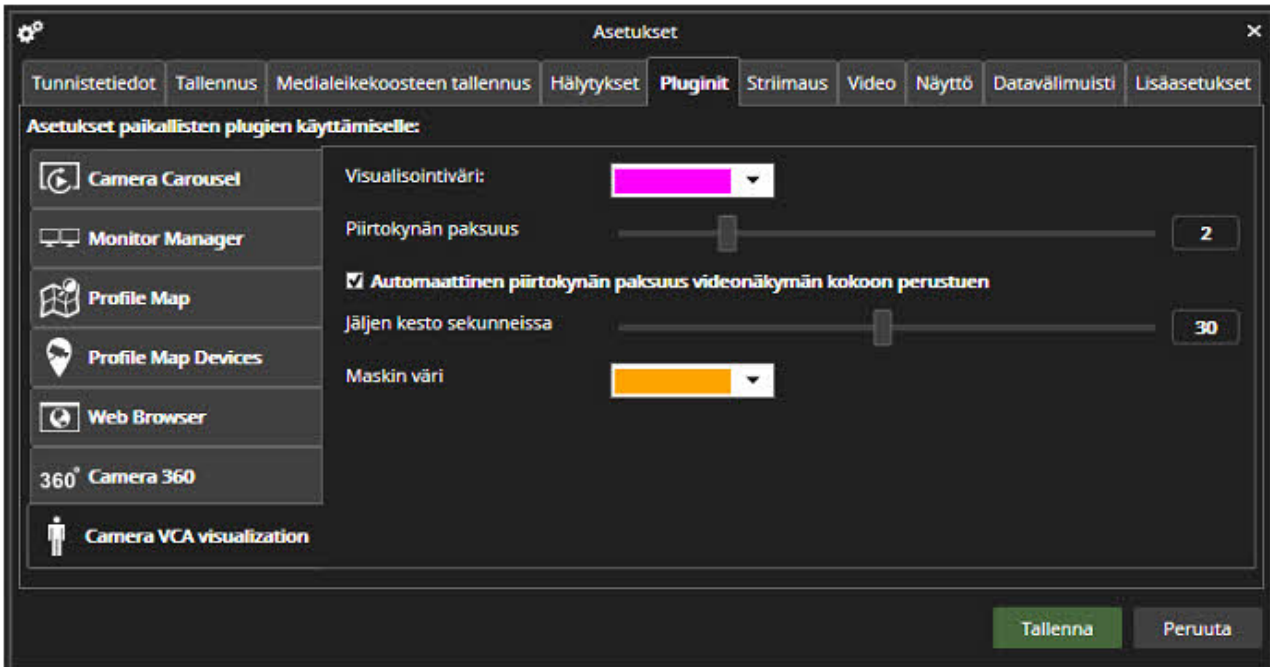 Asetukset
Tunnistetiedot Tallennus Medialeikekoosteen tallennus Hälytykset Pluginit Striimaus Video Näyttö Datavälimuisti Lisäasetukset
Asetukset paikallisten plugien käyttämiselle:
Camera Carousel
Monitor Manager
Profile Map
Profile Map Devices
Web Browser
360° Camera 360
Camera VCA visualization
Visualisointiväri:
Piirtokynän paksuus 2
Automaattinen piirtokynän paksuus videonäkymän kokoon perustuen
Jäljen kesto sekunneissa 30
Maskin väri
Tallenna Peruuta